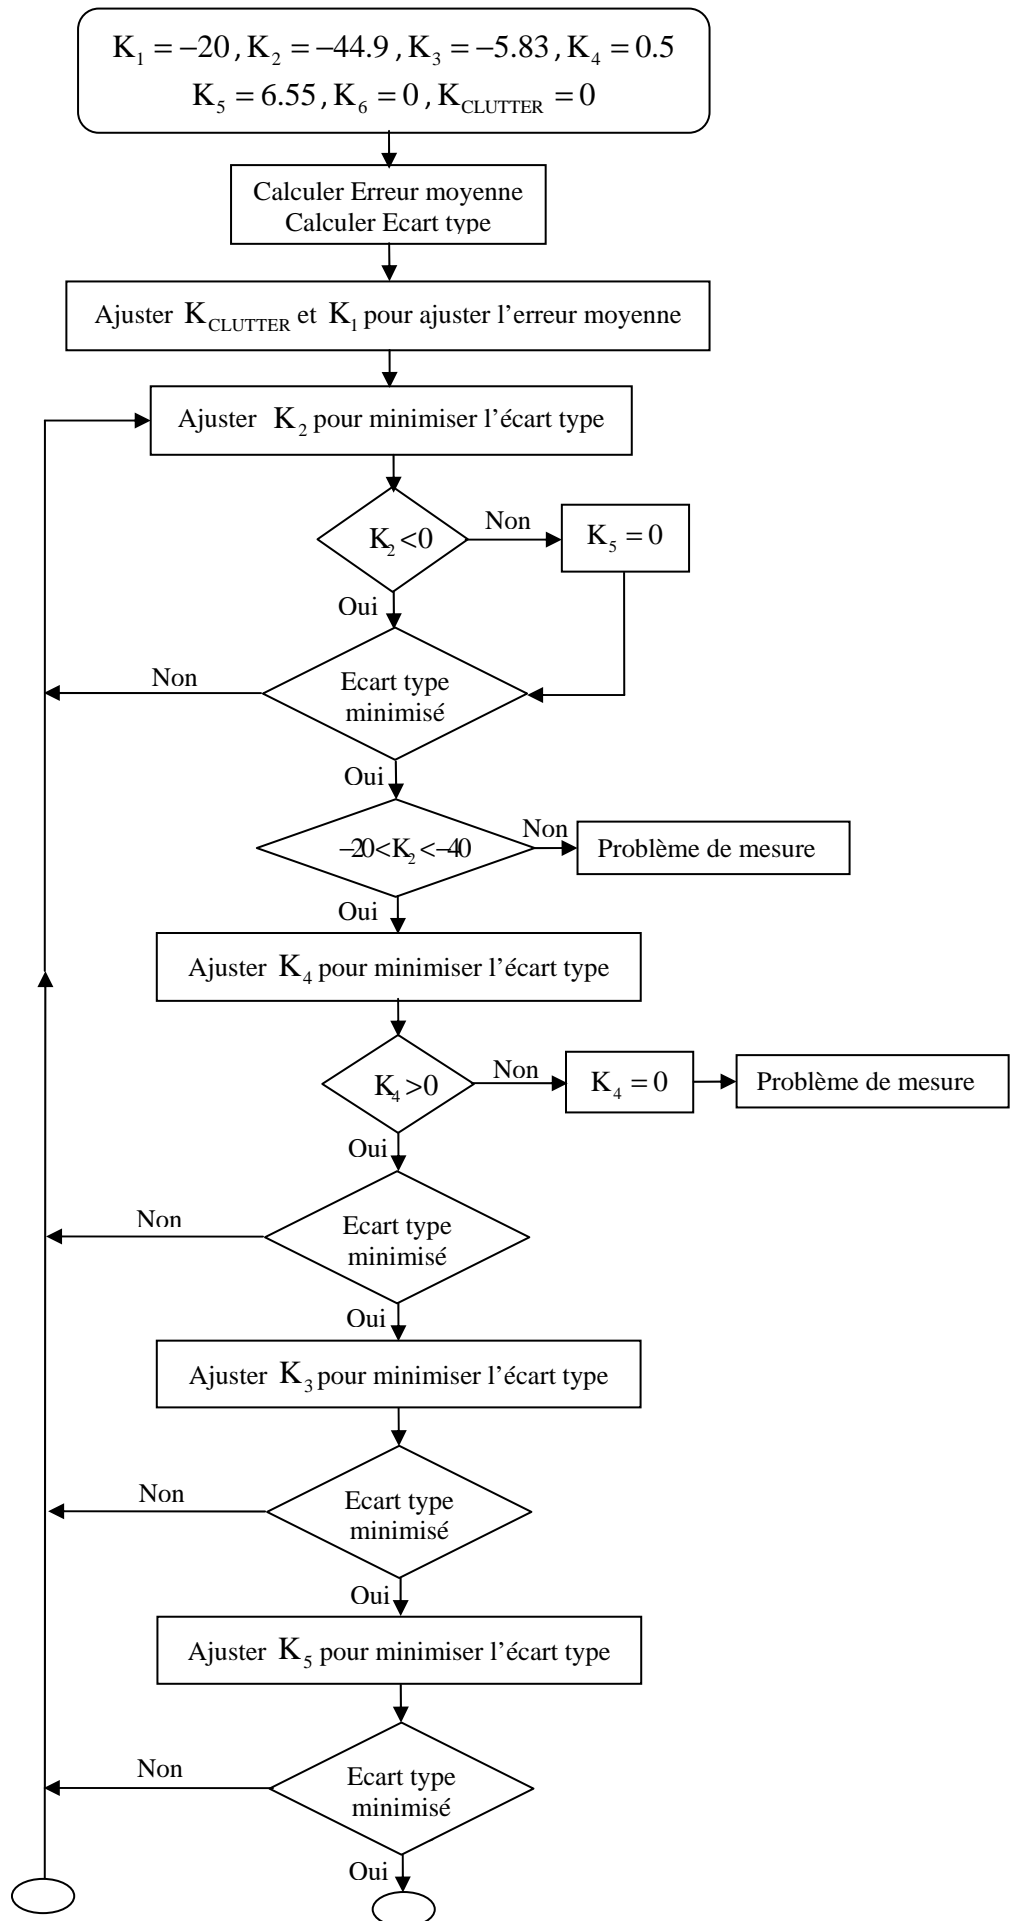 K₁ = −20, K₂ = −44.9, K₃ = −5.83, K₄ = 0.5
K₅ = 6.55, K₆ = 0, K_CLUTTER = 0
Calculer Erreur moyenne
Calculer Ecart type
Ajuster K_CLUTTER et K₁ pour ajuster l’erreur moyenne
Ajuster K₂ pour minimiser l’écart type
K₂ <0
Non
K₅ = 0
Oui
Ecart type
minimisé
Non
Oui
−20<K₂ <−40
Non
Problème de mesure
Oui
Ajuster K₄ pour minimiser l’écart type
K₄ >0
Non
K₄ = 0
Problème de mesure
Oui
Ecart type
minimisé
Non
Oui
Ajuster K₃ pour minimiser l’écart type
Ecart type
minimisé
Non
Oui
Ajuster K₅ pour minimiser l’écart type
Ecart type
minimisé
Non
Oui